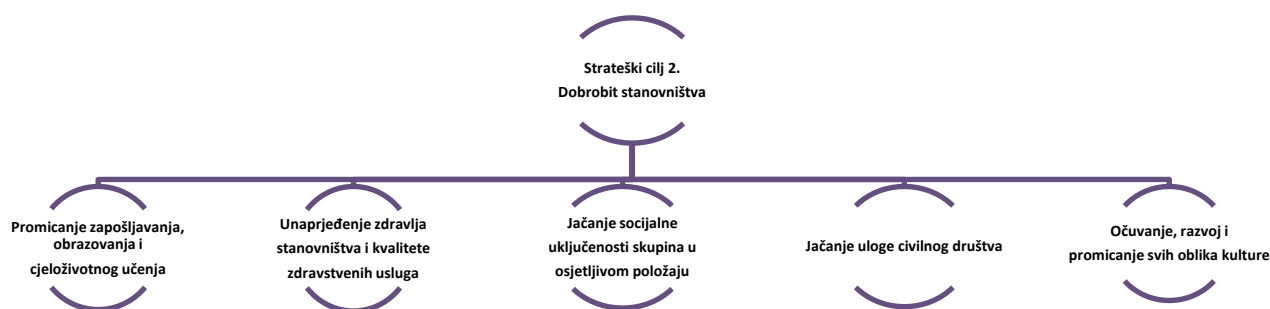 Strateški cilj 2.
Dobrobit stanovništva
Promicanje zapošljavanja,
obrazovanja i
cjeloživotnog učenja
Unaprjeđenje zdravlja
stanovništva i kvalitete
zdravstvenih usluga
Jačanje socijalne
uključenosti skupina u
osjetljivom položaju
Jačanje uloge civilnog društva
Očuvanje, razvoj i
promicanje svih oblika kulture